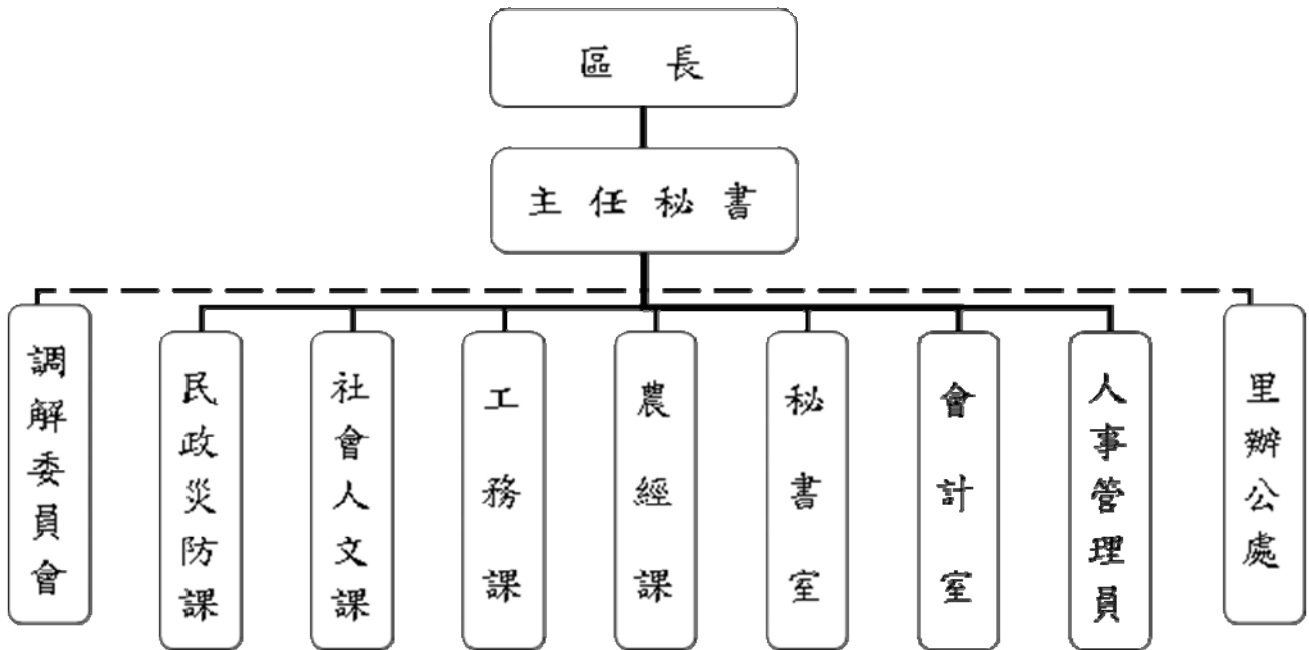 區長
主任秘書
調解委員會
民政災防課
社會人文課
工務課
農經課
秘書室
會計室
人事管理員
里辦公處